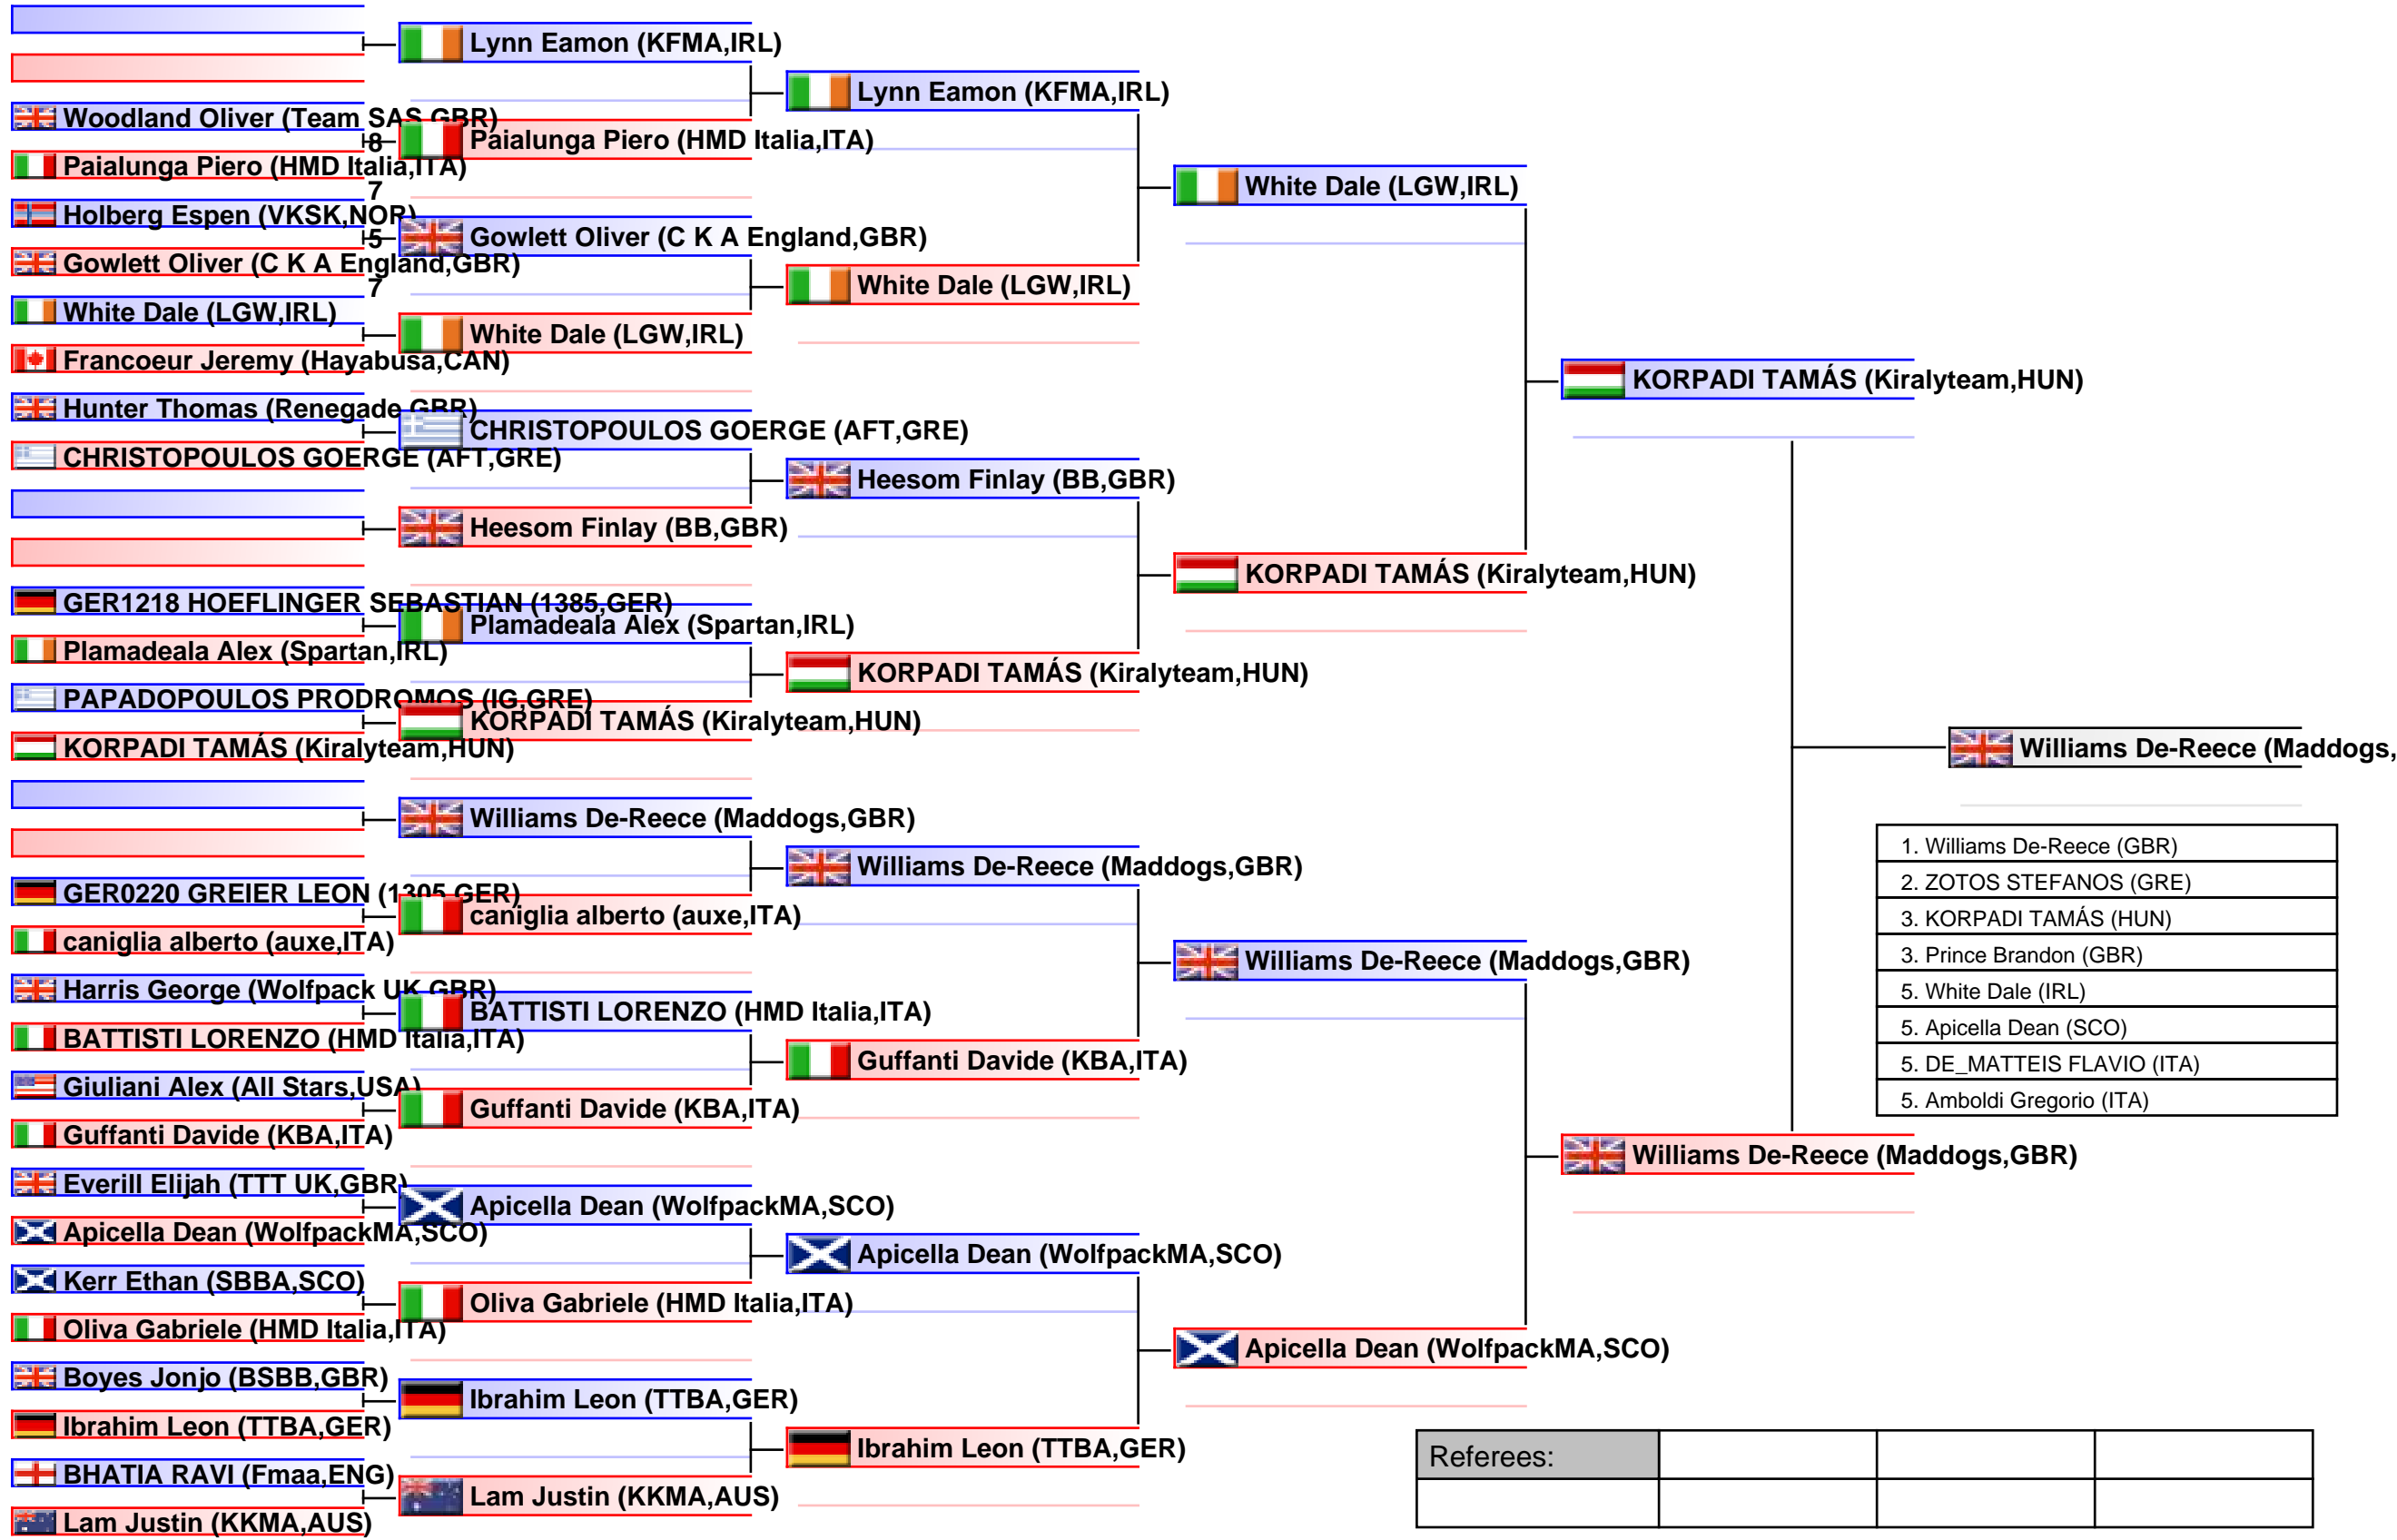 Lynn Eamon (KFMA,IRL)
Woodland Oliver (Team SAS,GBR)
8
Paialunga Piero (HMD Italia,ITA)
7
Holberg Espen (VKSK,NOR)
5
Gowlett Oliver (C K A England,GBR)
7
White Dale (LGW,IRL)
Francoeur Jeremy (Hayabusa,CAN)
Hunter Thomas (Renegade,GBR)
CHRISTOPOULOS GOERGE (AFT,GRE)
GER1218 HOEFLINGER SEBASTIAN (1385,GER)
Plamadeala Alex (Spartan,IRL)
PAPADOPOULOS PRODROMOS (IG,GRE)
KORPADI TAMÁS (Kiralyteam,HUN)
GER0220 GREIER LEON (1305,GER)
caniglia alberto (auxe,ITA)
Harris George (Wolfpack UK,GBR)
BATTISTI LORENZO (HMD Italia,ITA)
Giuliani Alex (All Stars,USA)
Guffanti Davide (KBA,ITA)
Everill Elijah (TTT UK,GBR)
Apicella Dean (WolfpackMA,SCO)
Kerr Ethan (SBBA,SCO)
Oliva Gabriele (HMD Italia,ITA)
Boyes Jonjo (BSBB,GBR)
Ibrahim Leon (TTBA,GER)
BHATIA RAVI (Fmaa,ENG)
Lam Justin (KKMA,AUS)
Paialunga Piero (HMD Italia,ITA)
Gowlett Oliver (C K A England,GBR)
White Dale (LGW,IRL)
CHRISTOPOULOS GOERGE (AFT,GRE)
Heesom Finlay (BB,GBR)
Plamadeala Alex (Spartan,IRL)
KORPADI TAMÁS (Kiralyteam,HUN)
Williams De-Reece (Maddogs,GBR)
caniglia alberto (auxe,ITA)
BATTISTI LORENZO (HMD Italia,ITA)
Guffanti Davide (KBA,ITA)
Apicella Dean (WolfpackMA,SCO)
Oliva Gabriele (HMD Italia,ITA)
Ibrahim Leon (TTBA,GER)
Lam Justin (KKMA,AUS)
Lynn Eamon (KFMA,IRL)
White Dale (LGW,IRL)
Heesom Finlay (BB,GBR)
KORPADI TAMÁS (Kiralyteam,HUN)
Williams De-Reece (Maddogs,GBR)
Guffanti Davide (KBA,ITA)
Apicella Dean (WolfpackMA,SCO)
Ibrahim Leon (TTBA,GER)
White Dale (LGW,IRL)
KORPADI TAMÁS (Kiralyteam,HUN)
Williams De-Reece (Maddogs,GBR)
Apicella Dean (WolfpackMA,SCO)
KORPADI TAMÁS (Kiralyteam,HUN)
Williams De-Reece (Maddogs,GBR)
Williams De-Reece (Maddogs,
1. Williams De-Reece (GBR)
2. ZOTOS STEFANOS (GRE)
3. KORPADI TAMÁS (HUN)
3. Prince Brandon (GBR)
5. White Dale (IRL)
5. Apicella Dean (SCO)
5. DE_MATTEIS FLAVIO (ITA)
5. Amboldi Gregorio (ITA)
Referees: